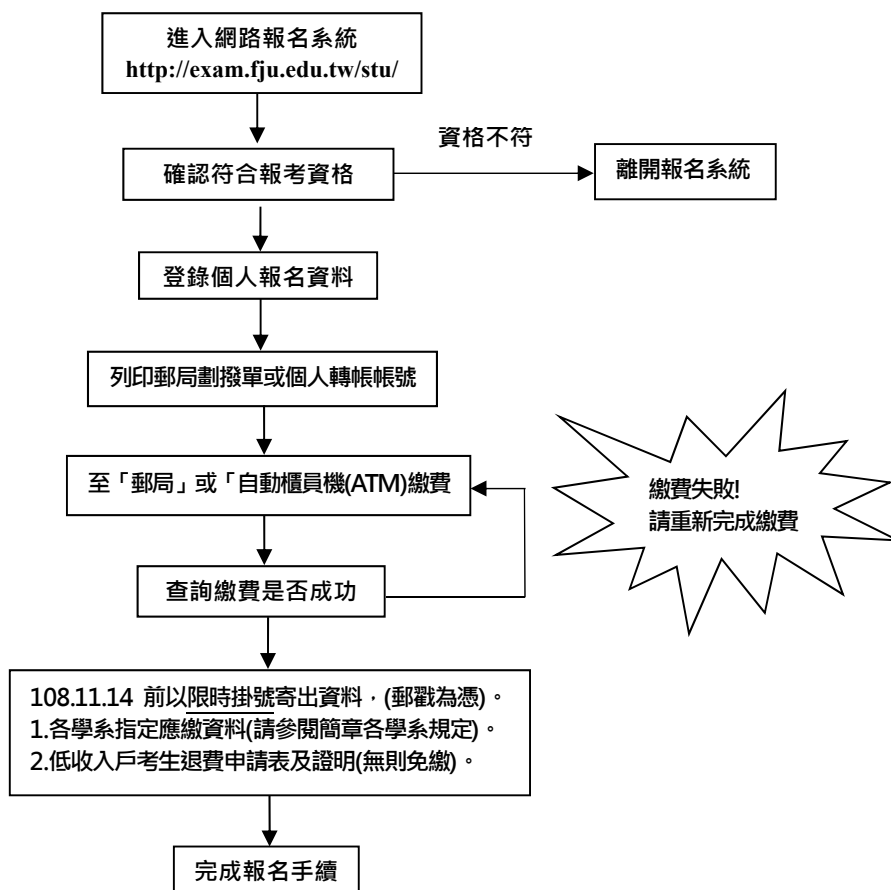 進入網路報名系統
http://exam.fju.edu.tw/stu/
資格不符
確認符合報考資格
離開報名系統
登錄個人報名資料
列印郵局劃撥單或個人轉帳帳號
至「郵局」或「自動櫃員機(ATM)繳費
繳費失敗!
請重新完成繳費
查詢繳費是否成功
108.11.14 前以限時掛號寄出資料，(郵戳為憑)。
1.各學系指定應繳資料(請參閱簡章各學系規定)。
2.低收入戶考生退費申請表及證明(無則免繳)。
完成報名手續